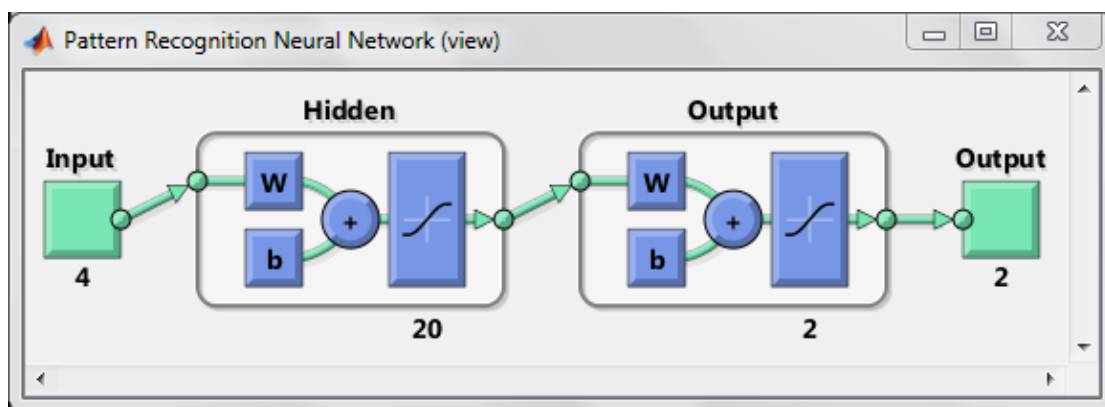 Pattern Recognition Neural Network (view)
Hidden
Output
Input
Output
W
W
+
+
b
b
4
2
20
2